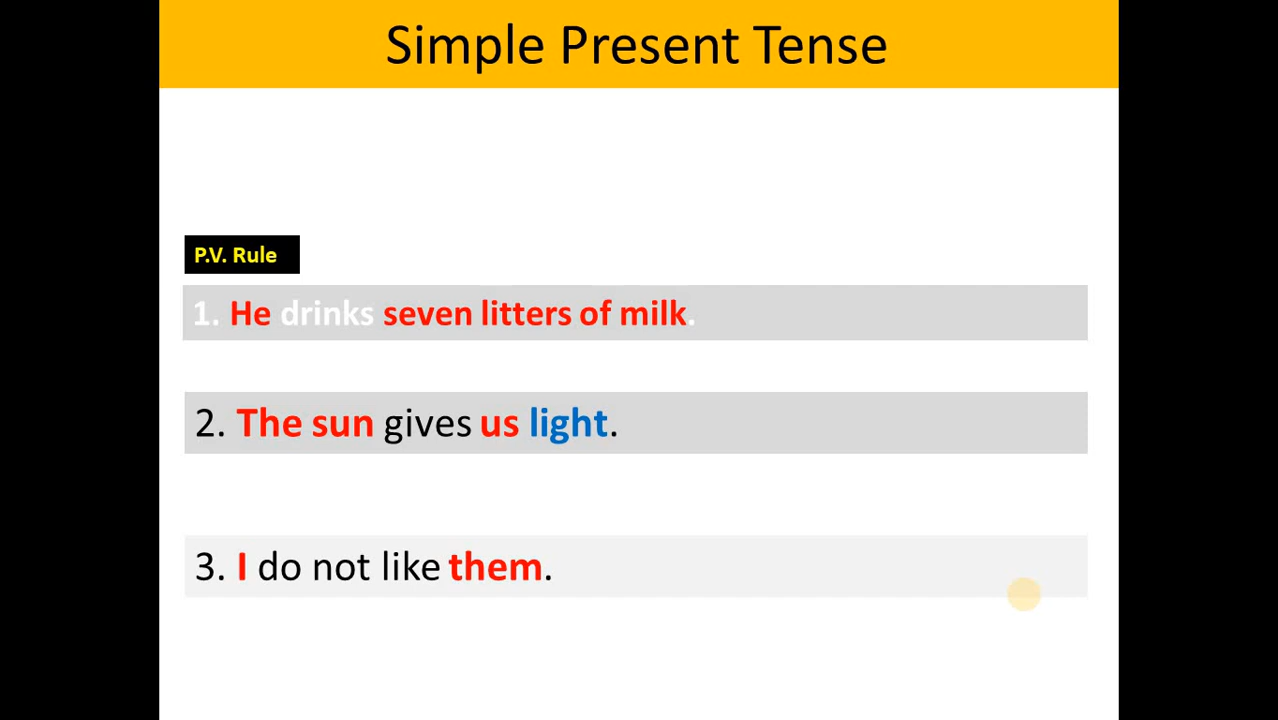 Simple Present Tense
P.V. Rule
1. He drinks seven litters of milk.
2. The sun gives us light.
3. I do not like them.